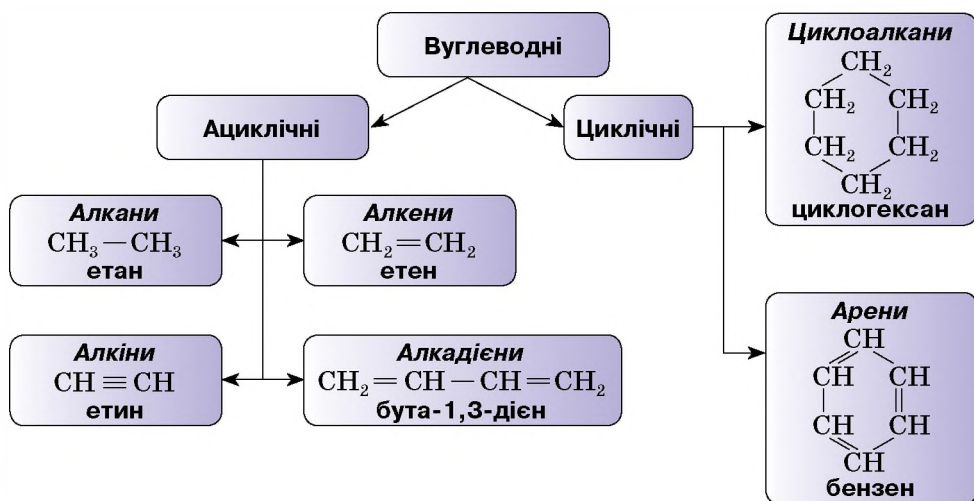 Вуглеводні
Ациклічні
Циклічні
Алкани
CH₃—CH₃
етан
Алкени
CH₂=CH₂
етен
Алкіни
CH≡CH
етин
Алкадієни
CH₂=CH—CH=CH₂
бута-1,3-дієн
Циклоалкани
CH₂
CH₂ CH₂
CH₂ CH₂
CH₂
циклогексан
Арени
CH
CH CH
CH CH
CH
бензен